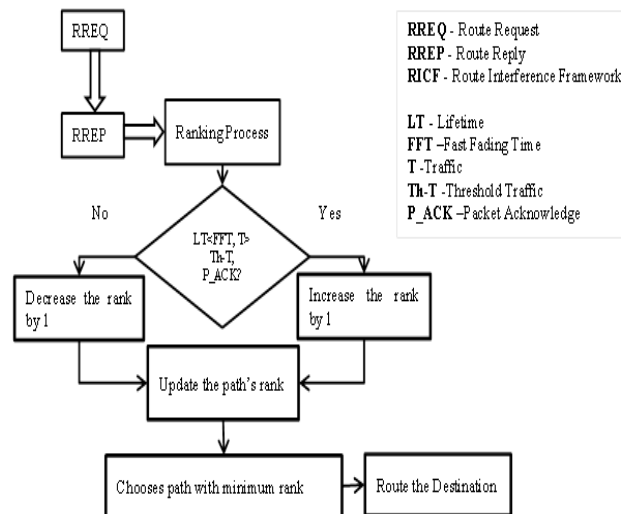 RREQ
RREP
Ranking Process
No
Yes
LT<FFT, T>
Th-T,
P_ACK?
Decrease the rank
by 1
Increase the rank
by 1
Update the path's rank
Chooses path with minimum rank
Route the Destination
RREQ - Route Request
RREP - Route Reply
RICF - Route Interference Framework
LT - Lifetime
FFT –Fast Fading Time
T -Traffic
Th-T -Threshold Traffic
P_ACK –Packet Acknowledge